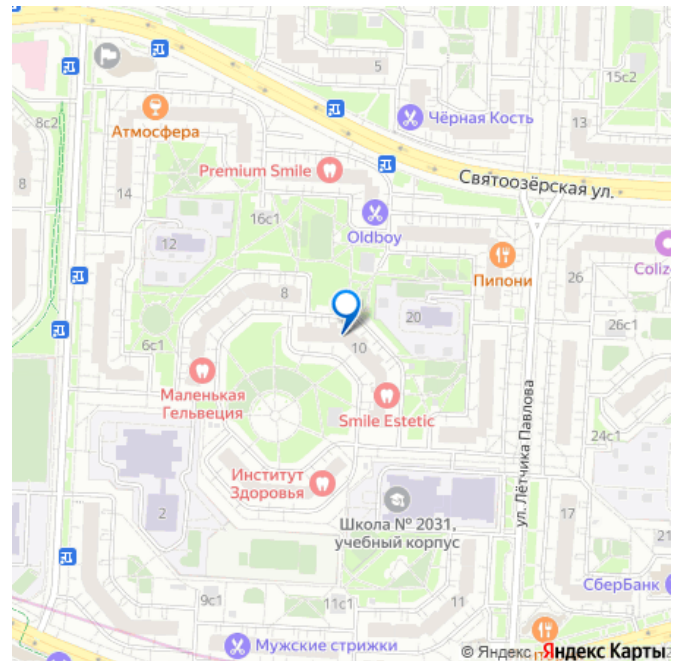 5
15с2
8с2
Атмосфера
Чёрная Кость
13
8
Premium Smile
Святоозёрская ул.
14
16с1
12
Oldboy
Пипони
26
8
20
26с1
6с1
10
Маленькая
Гельвеция
Smile Estetic
ул. Лётчика Павлова
24с1
Институт
Здоровья
2
Школа № 2031,
учебный корпус
17
21
СберБанк
9с1
11с1
11
Мужские стрижки
© Яндекс Яндекс Карты